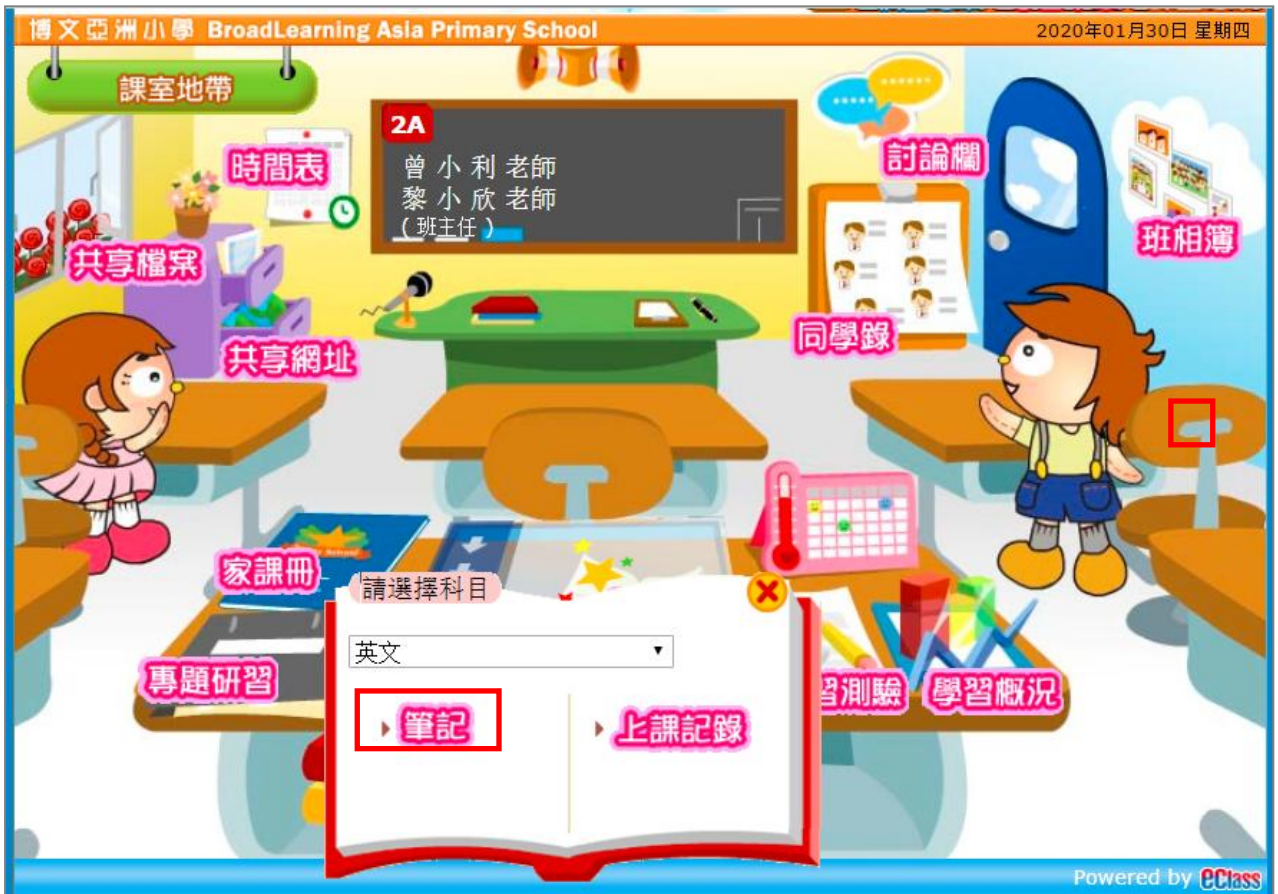 博文亞洲小學 BroadLearning Asia Primary School
2020年01月30日 星期四
課室地帶
2A
曾 小 利 老師
黎 小 欣 老師
(班主任)
時間表
討論欄
班相簿
共享檔案
共享網址
同學錄
家課冊
請選擇科目
英文
專題研習
習測驗
學習概況
筆記
上課記錄
Powered by eClass